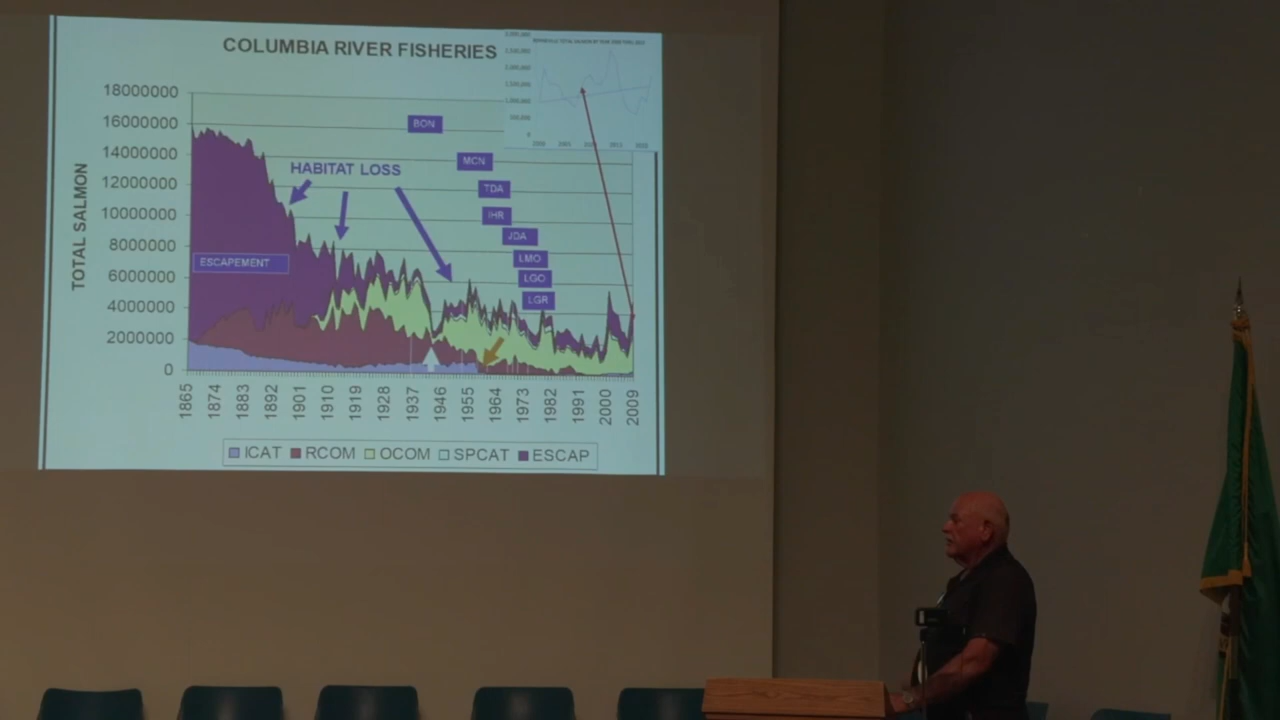 COLUMBIA RIVER FISHERIES
TOTAL SALMON
18000000
16000000
14000000
12000000
10000000
8000000
6000000
4000000
2000000
0
HABITAT LOSS
ESCAPEMENT
BON
MCN
TDA
IHR
JDA
LMO
LGO
LGR
1865
1874
1883
1892
1901
1910
1919
1928
1937
1946
1955
1964
1973
1982
1991
2000
2009
ICAT RCOM OCOM SPCAT ESCAP